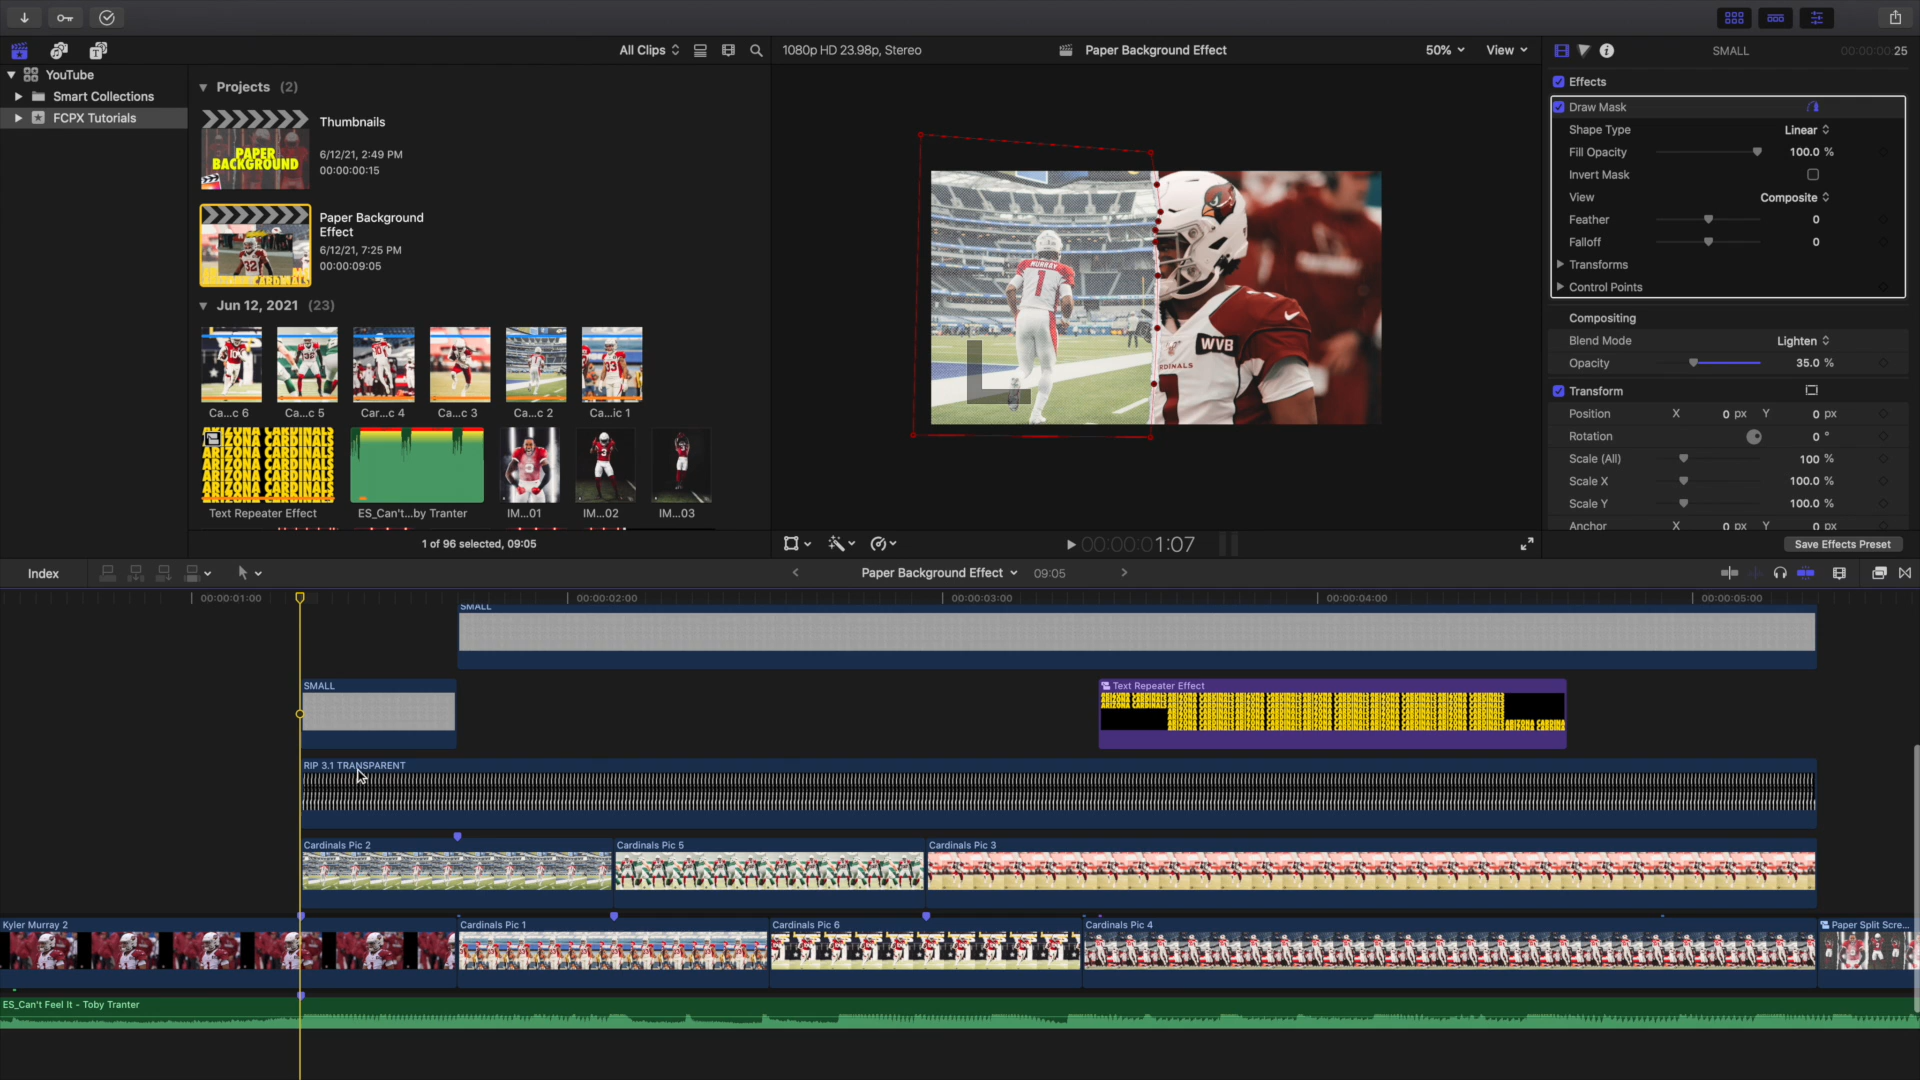 All Clips
1080p HD 23.98p, Stereo
Paper Background Effect
50%
View
SMALL
00:00:00:25
YouTube
Smart Collections
FCPX Tutorials
Projects (2)
PAPER
BACKGROUND
Thumbnails
6/12/21, 2:49 PM
00:00:00:15
32
CARDINALS
Paper Background
Effect
6/12/21, 7:25 PM
00:00:09:05
Jun 12, 2021 (23)
Ca...c 6
Ca...c 5
Car...c 4
Ca...c 3
Ca...c 2
Ca...ic 1
ARIZONA CARDINALS
Text Repeater Effect
ES_Can't...by Tranter
IM...01
IM...02
IM...03
1 of 96 selected, 09:05
MURRAY
1
WVB
DINALS
00:00:01:07
Effects
Draw Mask
Shape Type
Linear
Fill Opacity
100.0 %
Invert Mask
View
Composite
Feather
0
Falloff
0
Transforms
Control Points
Compositing
Blend Mode
Lighten
Opacity
35.0 %
Transform
Position
X 0 px Y 0 px
Rotation
0 °
Scale (All)
100 %
Scale X
100.0 %
Scale Y
100.0 %
Anchor
X 0 px Y 0 px
Save Effects Preset
Index
Paper Background Effect
09:05
00:00:01:00
00:00:02:00
00:00:03:00
00:00:04:00
00:00:05:00
SMALL
SMALL
Text Repeater Effect
ARIZONA CARDINALS
RIP 3.1 TRANSPARENT
Cardinals Pic 2
Cardinals Pic 5
Cardinals Pic 3
Kyler Murray 2
Cardinals Pic 1
Cardinals Pic 6
Cardinals Pic 4
Paper Split Scre...
ES_Can't Feel It - Toby Tranter